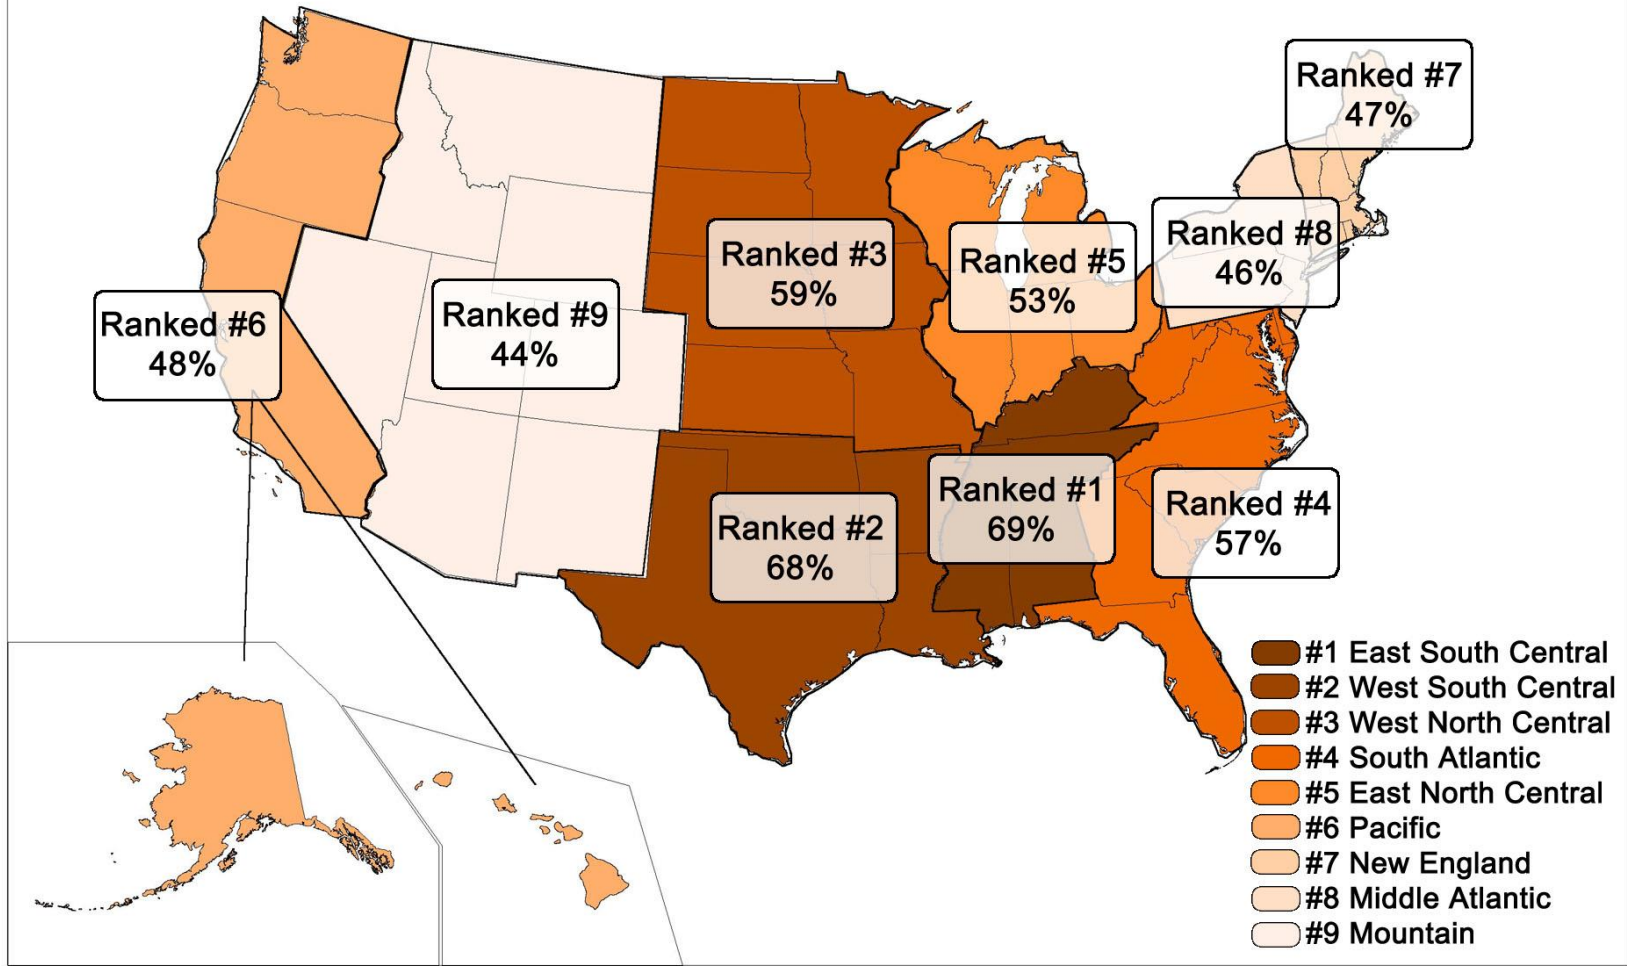 Ranked #7
47%
Ranked #8
46%
Ranked #3
59%
Ranked #5
53%
Ranked #9
44%
Ranked #6
48%
Ranked #1
69%
Ranked #4
57%
Ranked #2
68%
#1 East South Central
#2 West South Central
#3 West North Central
#4 South Atlantic
#5 East North Central
#6 Pacific
#7 New England
#8 Middle Atlantic
#9 Mountain